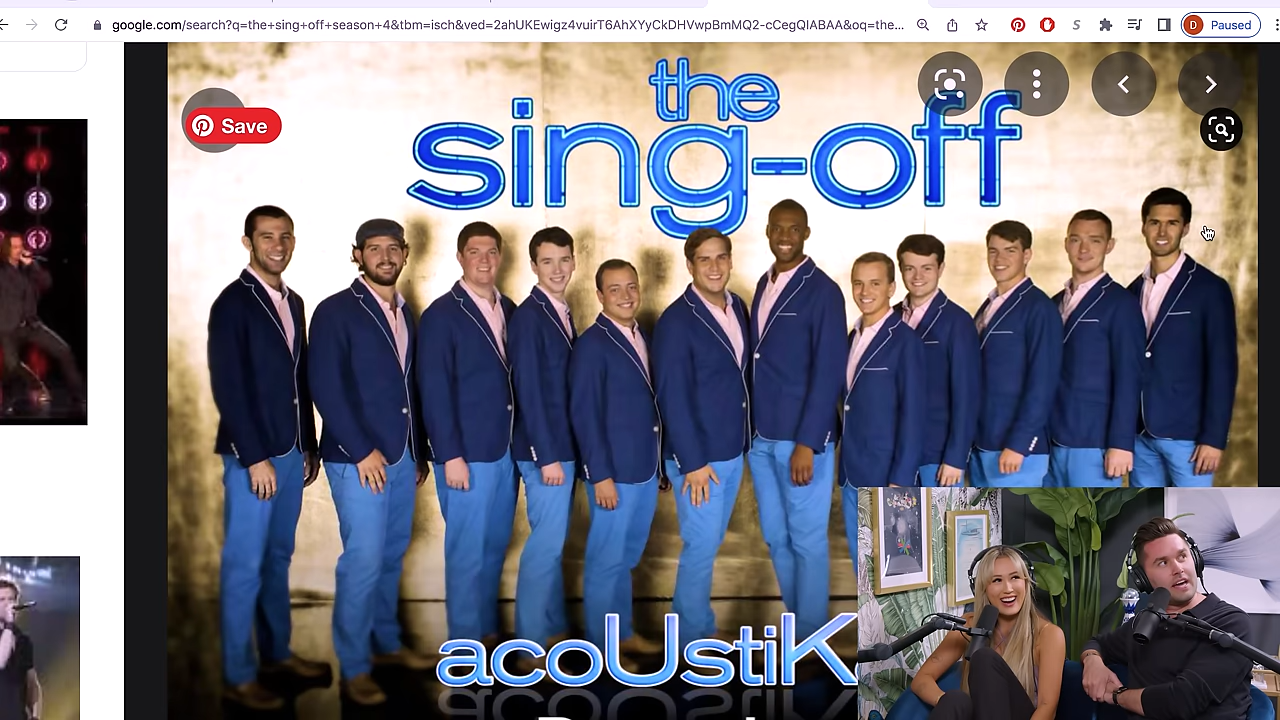 google.com/search?q=the+sing+off+season+4&tbm=isch&ved=2ahUKEwigz4vuirT6AhXYyCkDHVwpBmMQ2-cCegQIABAA&oq=the...
S
D
Paused
Save
the
sing-off
acoUstiK